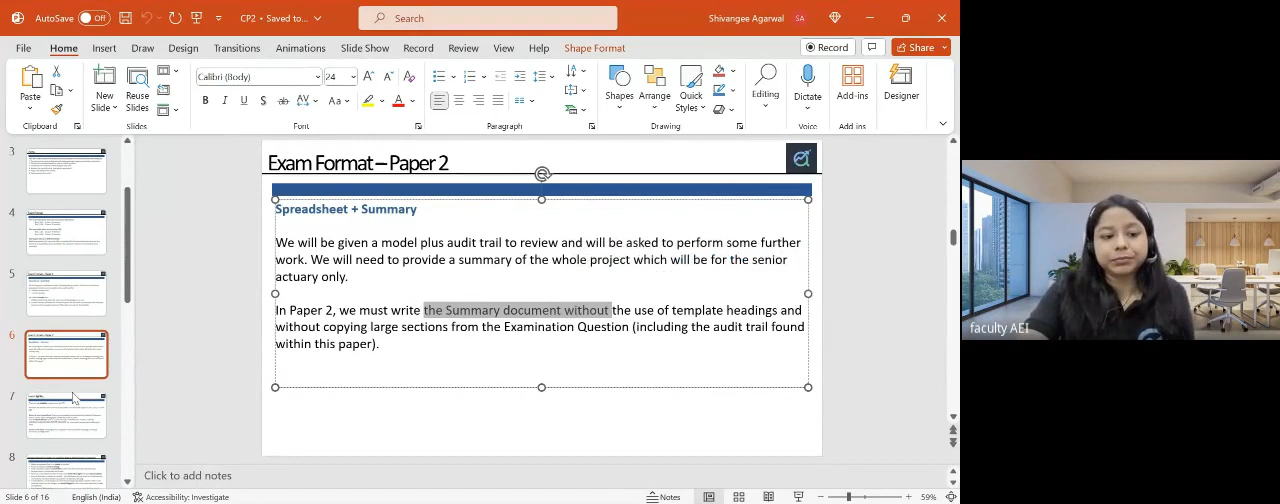 AutoSave Off CP2 • Saved to... Search Shivangee Agarwal SA
File Home Insert Draw Design Transitions Animations Slide Show Record Review View Help Shape Format Record Share
Paste New Slide Reuse Slides Calibri (Body) 24 Shapes Arrange Quick Styles Editing Dictate Add-ins Designer
Clipboard Slides Font Paragraph Drawing Voice Add-ins
3
4
5
6
7
8
Exam Format – Paper 2
Spreadsheet + Summary
We will be given a model plus audit trail to review and will be asked to perform some further
work. We will need to provide a summary of the whole project which will be for the senior
actuary only.
In Paper 2, we must write the Summary document without the use of template headings and
without copying large sections from the Examination Question (including the audit trail found
within this paper).
faculty AEI
Click to add
Slide 6 of 16 English (India) Accessibility: Investigate Notes 59%